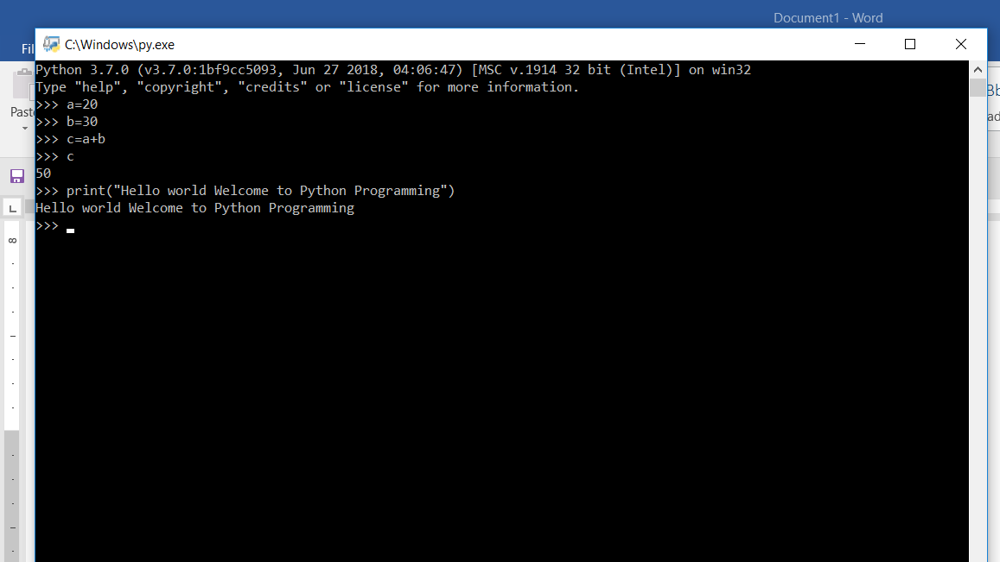 Document1 - Word
C:\Windows\py.exe
Python 3.7.0 (v3.7.0:1bf9cc5093, Jun 27 2018, 04:06:47) [MSC v.1914 32 bit (Intel)] on win32
Type "help", "copyright", "credits" or "license" for more information.
>>> a=20
>>> b=30
>>> c=a+b
>>> c
50
>>> print("Hello world Welcome to Python Programming")
Hello world Welcome to Python Programming
>>>
Paste
8